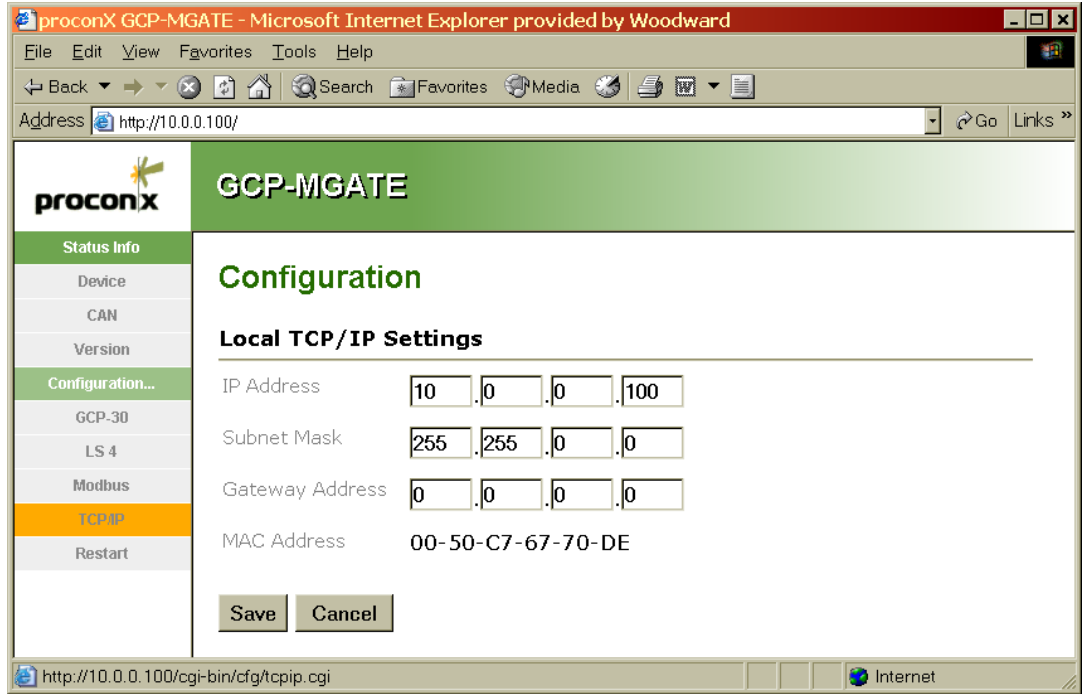 proconX GCP-MGATE - Microsoft Internet Explorer provided by Woodward
File Edit View Favorites Tools Help
Back Search Favorites Media
Address http://10.0.0.100/ Go Links »
proconx
GCP-MGATE
Status Info
Device
CAN
Version
Configuration...
GCP-30
LS 4
Modbus
TCP/IP
Restart
Configuration
Local TCP/IP Settings
IP Address 10 . 0 . 0 . 100
Subnet Mask 255 . 255 . 0 . 0
Gateway Address 0 . 0 . 0 . 0
MAC Address 00-50-C7-67-70-DE
Save Cancel
http://10.0.0.100/cgi-bin/cfg/tcpip.cgi Internet